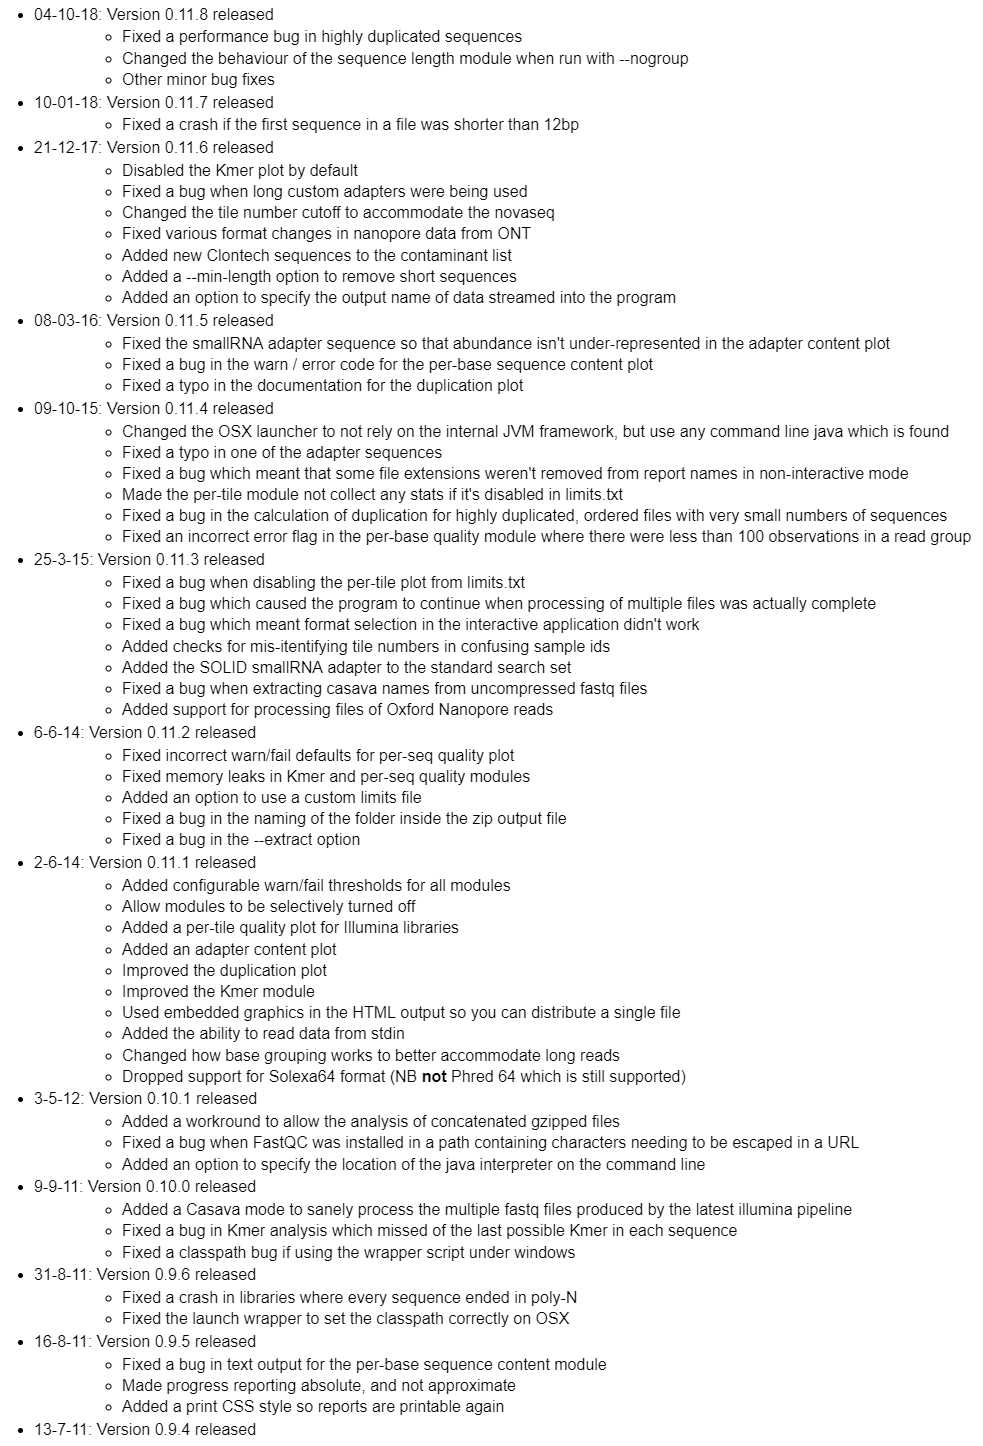 04-10-18: Version 0.11.8 released
Fixed a performance bug in highly duplicated sequences
Changed the behaviour of the sequence length module when run with --nogroup
Other minor bug fixes
10-01-18: Version 0.11.7 released
Fixed a crash if the first sequence in a file was shorter than 12bp
21-12-17: Version 0.11.6 released
Disabled the Kmer plot by default
Fixed a bug when long custom adapters were being used
Changed the tile number cutoff to accommodate the novaseq
Fixed various format changes in nanopore data from ONT
Added new Clontech sequences to the contaminant list
Added a --min-length option to remove short sequences
Added an option to specify the output name of data streamed into the program
08-03-16: Version 0.11.5 released
Fixed the smallRNA adapter sequence so that abundance isn't under-represented in the adapter content plot
Fixed a bug in the warn / error code for the per-base sequence content plot
Fixed a typo in the documentation for the duplication plot
09-10-15: Version 0.11.4 released
Changed the OSX launcher to not rely on the internal JVM framework, but use any command line java which is found
Fixed a typo in one of the adapter sequences
Fixed a bug which meant that some file extensions weren't removed from report names in non-interactive mode
Made the per-tile module not collect any stats if it's disabled in limits.txt
Fixed a bug in the calculation of duplication for highly duplicated, ordered files with very small numbers of sequences
Fixed an incorrect error flag in the per-base quality module where there were less than 100 observations in a read group
25-3-15: Version 0.11.3 released
Fixed a bug when disabling the per-tile plot from limits.txt
Fixed a bug which caused the program to continue when processing of multiple files was actually complete
Fixed a bug which meant format selection in the interactive application didn't work
Added checks for mis-itentifying tile numbers in confusing sample ids
Added the SOLID smallRNA adapter to the standard search set
Fixed a bug when extracting casava names from uncompressed fastq files
Added support for processing files of Oxford Nanopore reads
6-6-14: Version 0.11.2 released
Fixed incorrect warn/fail defaults for per-seq quality plot
Fixed memory leaks in Kmer and per-seq quality modules
Added an option to use a custom limits file
Fixed a bug in the naming of the folder inside the zip output file
Fixed a bug in the --extract option
2-6-14: Version 0.11.1 released
Added configurable warn/fail thresholds for all modules
Allow modules to be selectively turned off
Added a per-tile quality plot for Illumina libraries
Added an adapter content plot
Improved the duplication plot
Improved the Kmer module
Used embedded graphics in the HTML output so you can distribute a single file
Added the ability to read data from stdin
Changed how base grouping works to better accommodate long reads
Dropped support for Solexa64 format (NB not Phred 64 which is still supported)
3-5-12: Version 0.10.1 released
Added a workround to allow the analysis of concatenated gzipped files
Fixed a bug when FastQC was installed in a path containing characters needing to be escaped in a URL
Added an option to specify the location of the java interpreter on the command line
9-9-11: Version 0.10.0 released
Added a Casava mode to sanely process the multiple fastq files produced by the latest illumina pipeline
Fixed a bug in Kmer analysis which missed of the last possible Kmer in each sequence
Fixed a classpath bug if using the wrapper script under windows
31-8-11: Version 0.9.6 released
Fixed a crash in libraries where every sequence ended in poly-N
Fixed the launch wrapper to set the classpath correctly on OSX
16-8-11: Version 0.9.5 released
Fixed a bug in text output for the per-base sequence content module
Made progress reporting absolute, and not approximate
Added a print CSS style so reports are printable again
13-7-11: Version 0.9.4 released